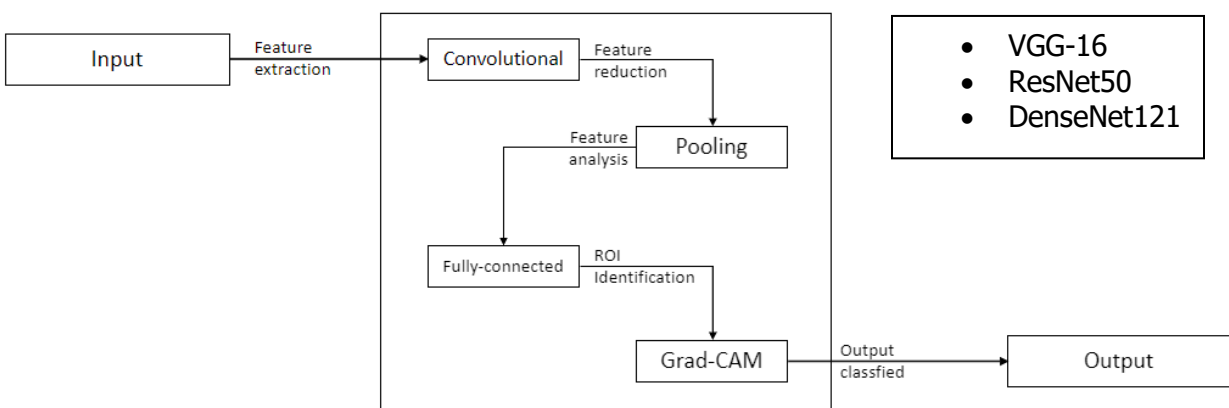 Input
Feature
extraction
Convolutional
Feature
reduction
Pooling
Feature
analysis
Fully-connected
ROI
Identification
Grad-CAM
Output
classfied
Output
• VGG-16
• ResNet50
• DenseNet121